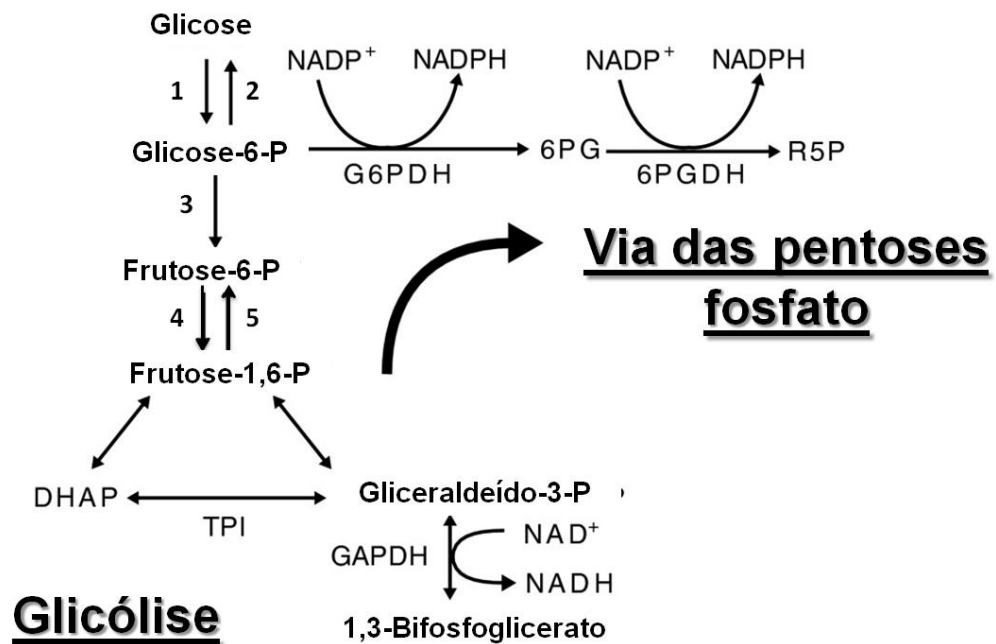 Glicose
NADP+ NADPH NADP+ NADPH
1 2
Glicose-6-P 6PG R5P
G6PDH 6PGDH
3
Via das pentoses
fosfato
Frutose-6-P
4 5
Frutose-1,6-P
DHAP Gliceraldeído-3-P
TPI
GAPDH NAD+
NADH
Glicólise
1,3-Bifosfoglicerato